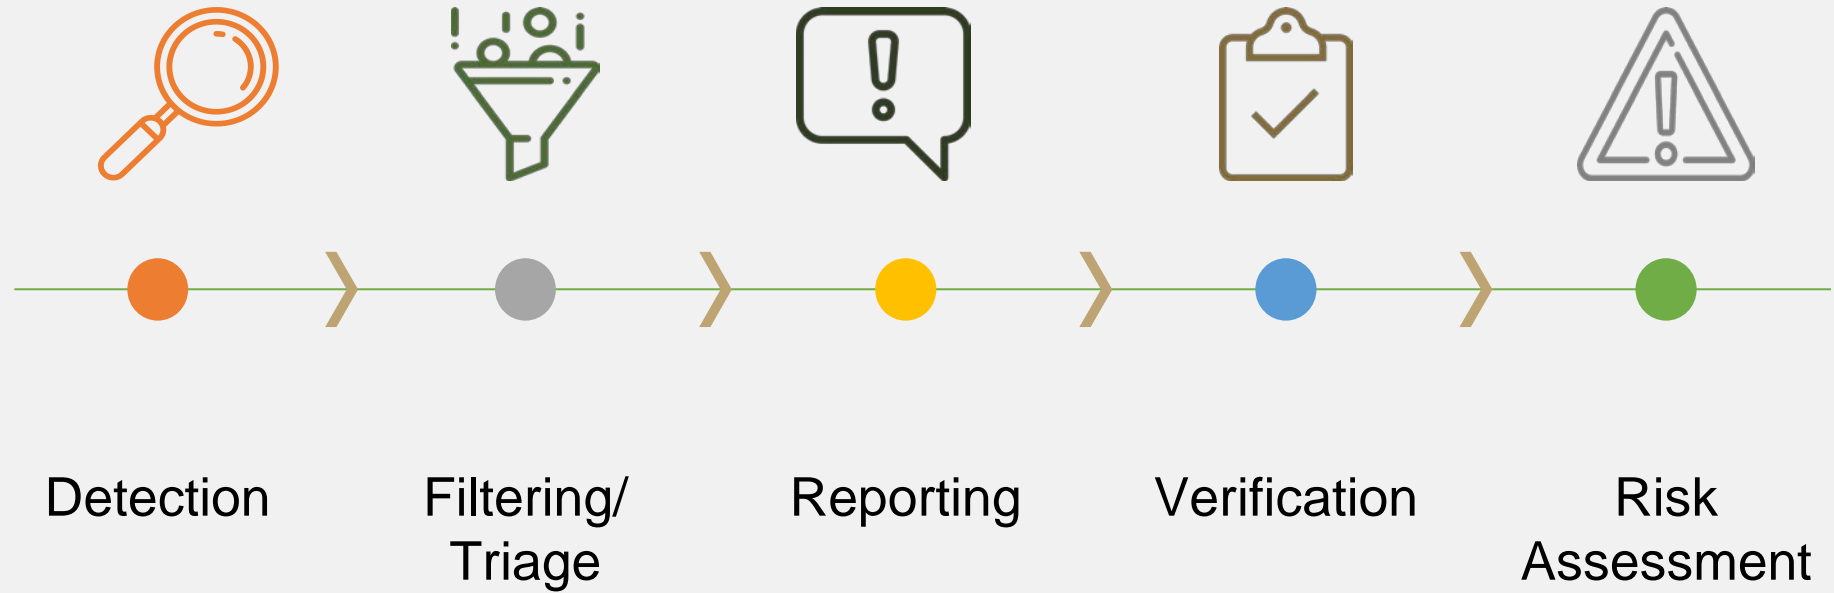 Detection
Filtering/
Triage
Reporting
Verification
Risk
Assessment